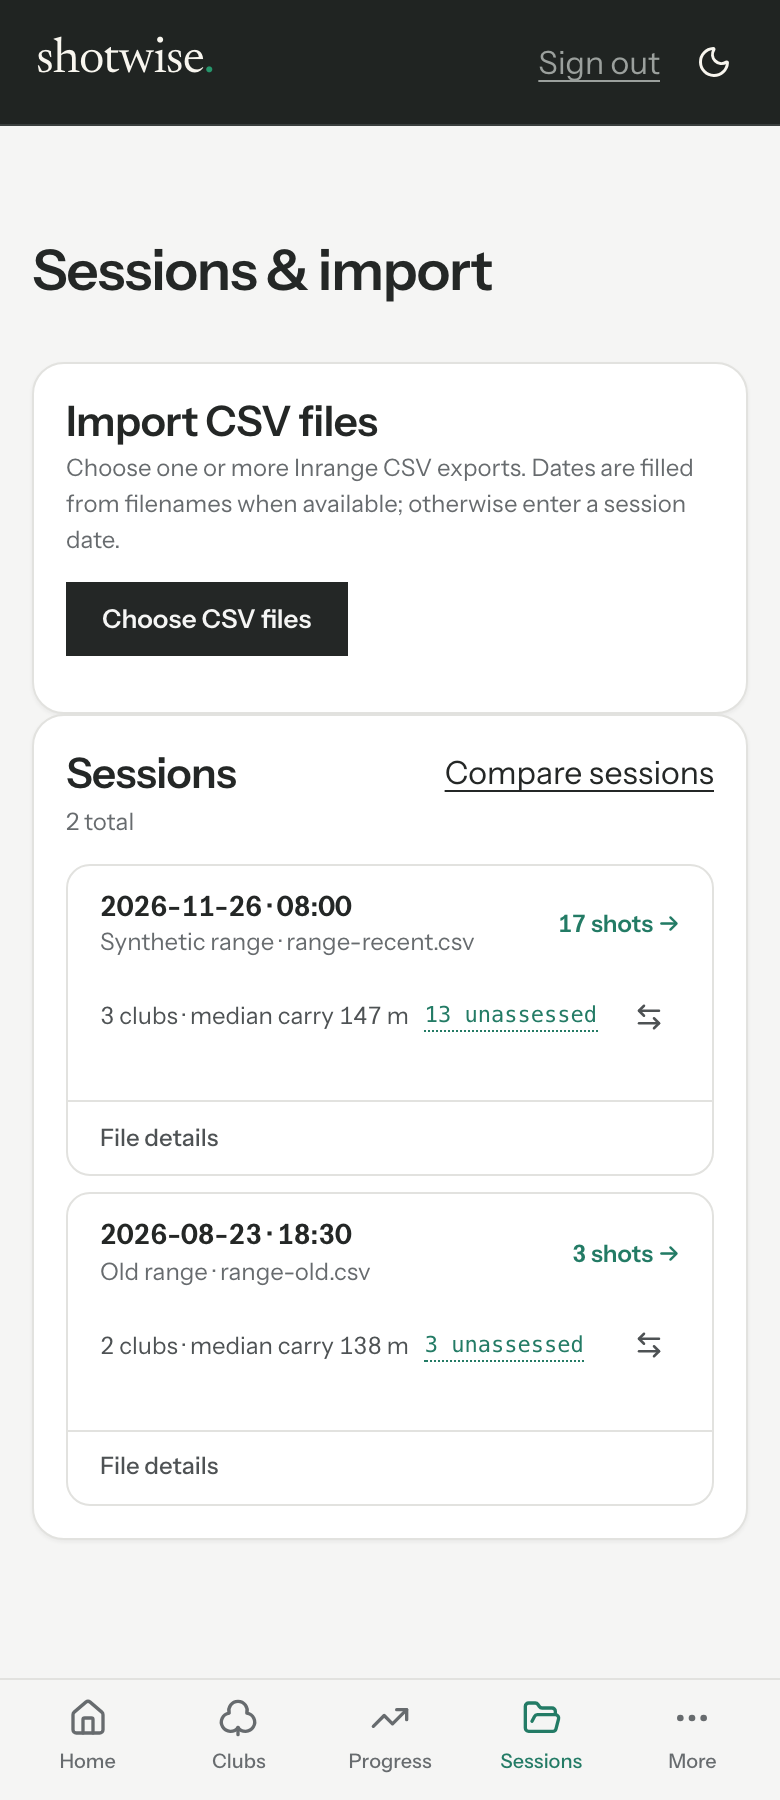 shotwise.
Sign out
Sessions & import
Import CSV files
Choose one or more Inrange CSV exports. Dates are filled
from filenames when available; otherwise enter a session
date.
Choose CSV files
Sessions
Compare sessions
2 total
2026-11-26 · 08:00
17 shots →
Synthetic range · range-recent.csv
3 clubs · median carry 147 m 13 unassessed
File details
2026-08-23 · 18:30
3 shots →
Old range · range-old.csv
2 clubs · median carry 138 m 3 unassessed
File details
Home
Clubs
Progress
Sessions
More